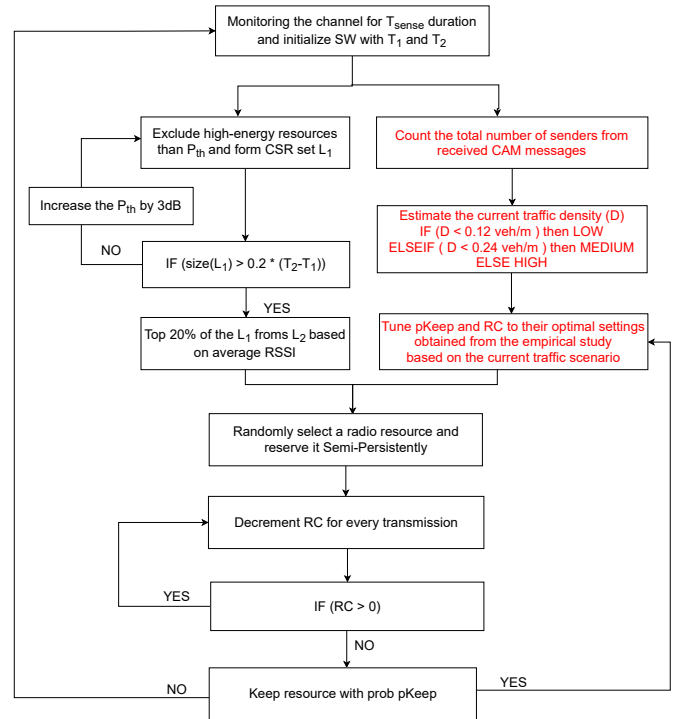 Monitoring the channel for Tsense duration
and initialize SW with T1 and T2
Exclude high-energy resources
than Pth and form CSR set L1
Count the total number of senders from
received CAM messages
Increase the Pth by 3dB
Estimate the current traffic density (D)
IF (D < 0.12 veh/m ) then LOW
ELSEIF ( D < 0.24 veh/m ) then MEDIUM
ELSE HIGH
NO
IF (size(L1) > 0.2 * (T2-T1))
YES
Top 20% of the L1 froms L2 based
on average RSSI
Tune pKeep and RC to their optimal settings
obtained from the empirical study
based on the current traffic scenario
Randomly select a radio resource and
reserve it Semi-Persistently
Decrement RC for every transmission
YES
IF (RC > 0)
NO
NO
Keep resource with prob pKeep
YES